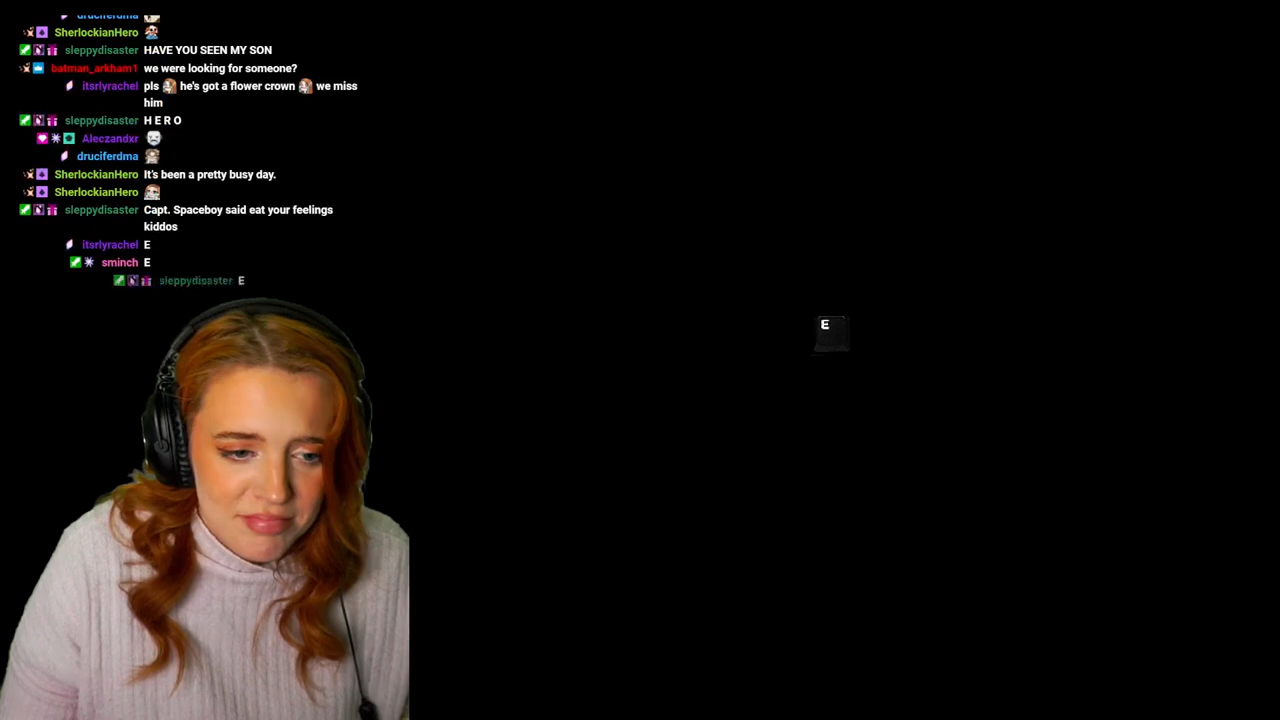 druciferdma
SherlockianHero
sleppydisaster HAVE YOU SEEN MY SON
batman_arkham1 we were looking for someone?
itsrlyrachel pls he's got a flower crown we miss
him
sleppydisaster H E R O
Aleczandxr
druciferdma
SherlockianHero It's been a pretty busy day.
SherlockianHero
sleppydisaster Capt. Spaceboy said eat your feelings
kiddos
itsrlyrachel E
sminch E
sleppydisaster E
E